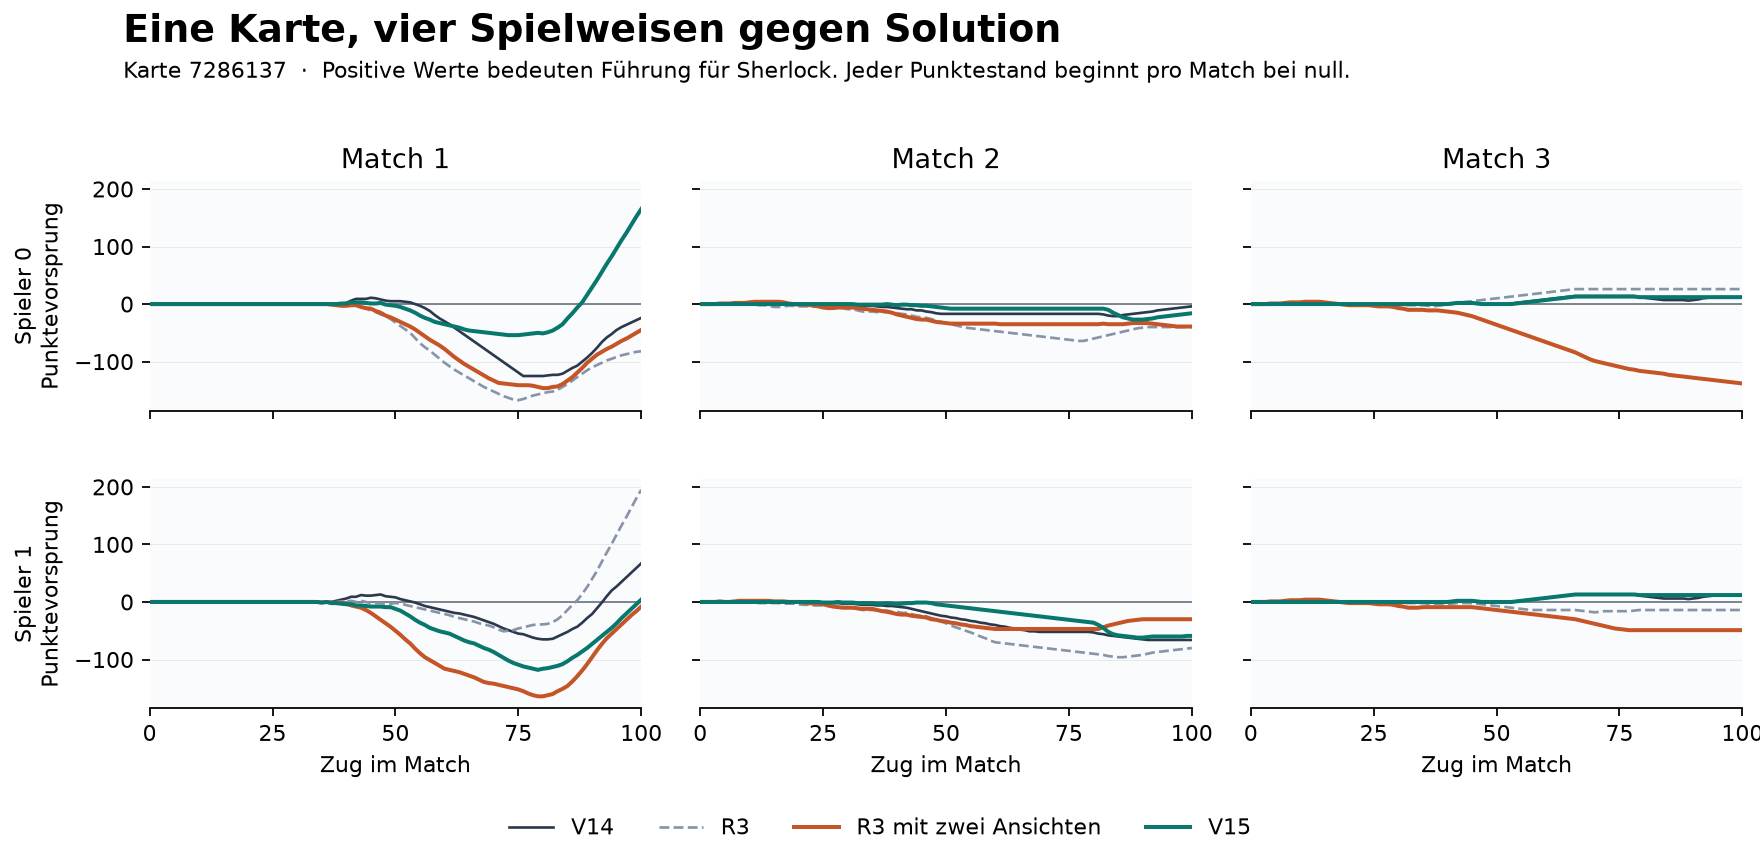 Eine Karte, vier Spielweisen gegen Solution
Karte 7286137 · Positive Werte bedeuten Führung für Sherlock. Jeder Punktestand beginnt pro Match bei null.
Match 1
Match 2
Match 3
Spieler 0
Punktevorsprung
200
100
0
−100
Spieler 1
Punktevorsprung
200
100
0
−100
0 25 50 75 100
0 25 50 75 100
0 25 50 75 100
Zug im Match
Zug im Match
Zug im Match
V14
R3
R3 mit zwei Ansichten
V15